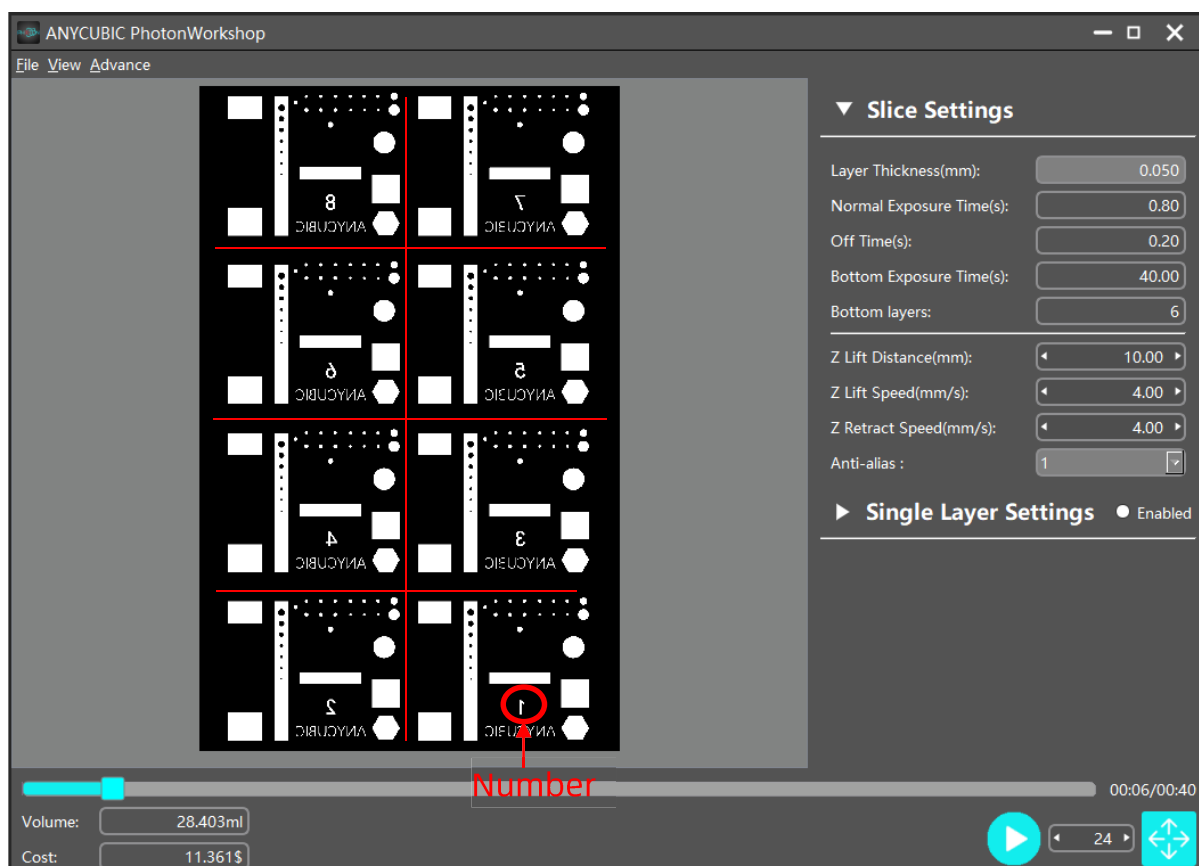 ANYCUBIC PhotonWorkshop
File View Advance
Slice Settings
Layer Thickness(mm): 0.050
Normal Exposure Time(s): 0.80
Off Time(s): 0.20
Bottom Exposure Time(s): 40.00
Bottom layers: 6
Z Lift Distance(mm): 10.00
Z Lift Speed(mm/s): 4.00
Z Retract Speed(mm/s): 4.00
Anti-alias : 1
Single Layer Settings Enabled
8 7
ANYCUBIC ANYCUBIC
6 5
ANYCUBIC ANYCUBIC
4 3
ANYCUBIC ANYCUBIC
2 1
ANYCUBIC ANYCUBIC
Number
00:06/00:40
Volume: 28.403ml
24
Cost: 11.361$